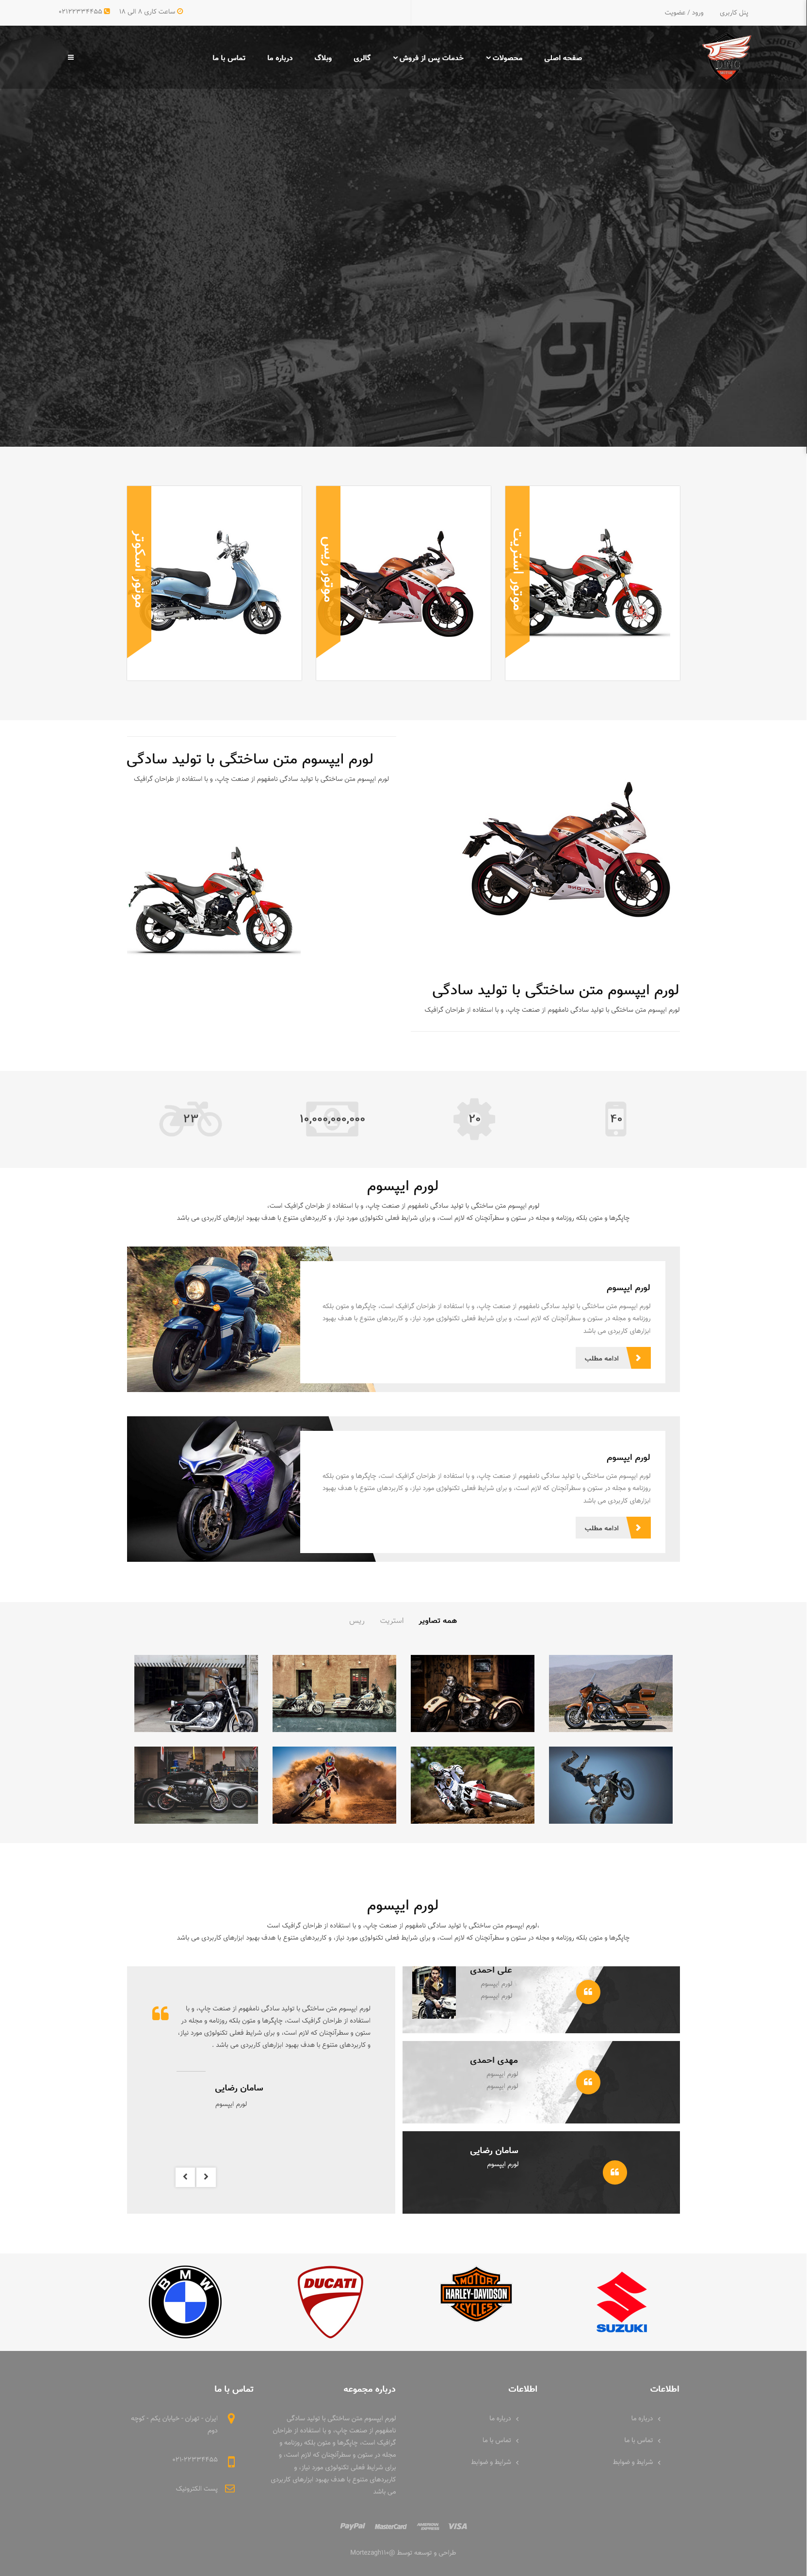 پنل کاربری
ورود / عضویت
ساعت کاری ۸ الی ۱۸
۰۲۱۲۲۳۳۴۴۵۵
صفحه اصلی
محصولات
خدمات پس از فروش
گالری
وبلاگ
درباره ما
تماس با ما
موتور استریت
موتور ریس
موتور اسکوتر
لورم ایپسوم متن ساختگی با تولید سادگی
لورم ایپسوم متن ساختگی با تولید سادگی نامفهوم از صنعت چاپ، و با استفاده از طراحان گرافیک
لورم ایپسوم متن ساختگی با تولید سادگی
لورم ایپسوم متن ساختگی با تولید سادگی نامفهوم از صنعت چاپ، و با استفاده از طراحان گرافیک
۴۰
۲۰
۱۰,۰۰۰,۰۰۰,۰۰۰
۲۳
لورم ایپسوم
لورم ایپسوم متن ساختگی با تولید سادگی نامفهوم از صنعت چاپ، و با استفاده از طراحان گرافیک است،
چاپگرها و متون بلکه روزنامه و مجله در ستون و سطرآنچنان که لازم است، و برای شرایط فعلی تکنولوژی مورد نیاز، و کاربردهای متنوع با هدف بهبود ابزارهای کاربردی می باشد
لورم ایپسوم
لورم ایپسوم متن ساختگی با تولید سادگی نامفهوم از صنعت چاپ، و با استفاده از طراحان گرافیک است، چاپگرها و متون بلکه
روزنامه و مجله در ستون و سطرآنچنان که لازم است، و برای شرایط فعلی تکنولوژی مورد نیاز، و کاربردهای متنوع با هدف بهبود
ابزارهای کاربردی می باشد
ادامه مطلب
لورم ایپسوم
لورم ایپسوم متن ساختگی با تولید سادگی نامفهوم از صنعت چاپ، و با استفاده از طراحان گرافیک است، چاپگرها و متون بلکه
روزنامه و مجله در ستون و سطرآنچنان که لازم است، و برای شرایط فعلی تکنولوژی مورد نیاز، و کاربردهای متنوع با هدف بهبود
ابزارهای کاربردی می باشد
ادامه مطلب
همه تصاویر
استریت
ریس
لورم ایپسوم
،لورم ایپسوم متن ساختگی با تولید سادگی نامفهوم از صنعت چاپ، و با استفاده از طراحان گرافیک است
چاپگرها و متون بلکه روزنامه و مجله در ستون و سطرآنچنان که لازم است، و برای شرایط فعلی تکنولوژی مورد نیاز، و کاربردهای متنوع با هدف بهبود ابزارهای کاربردی می باشد
علی احمدی
لورم ایپسوم
لورم ایپسوم
مهدی احمدی
لورم ایپسوم
لورم ایپسوم
سامان رضایی
لورم ایپسوم
لورم ایپسوم متن ساختگی با تولید سادگی نامفهوم از صنعت چاپ، و با
استفاده از طراحان گرافیک است، چاپگرها و متون بلکه روزنامه و مجله در
ستون و سطرآنچنان که لازم است، و برای شرایط فعلی تکنولوژی مورد نیاز،
و کاربردهای متنوع با هدف بهبود ابزارهای کاربردی می باشد .
سامان رضایی
لورم ایپسوم
SUZUKI
MOTOR
HARLEY-DAVIDSON
CYCLES
DUCATI
BMW
اطلاعات
درباره ما
تماس با ما
شرایط و ضوابط
اطلاعات
درباره ما
تماس با ما
شرایط و ضوابط
درباره مجموعه
لورم ایپسوم متن ساختگی با تولید سادگی
نامفهوم از صنعت چاپ، و با استفاده از طراحان
گرافیک است، چاپگرها و متون بلکه روزنامه و
مجله در ستون و سطرآنچنان که لازم است، و
برای شرایط فعلی تکنولوژی مورد نیاز، و
کاربردهای متنوع با هدف بهبود ابزارهای کاربردی
می باشد
تماس با ما
ایران - تهران - خیابان یکم - کوچه
دوم
۰۲۱-۲۲۳۳۴۴۵۵
پست الکترونیک
PayPal
MasterCard
AMERICAN EXPRESS
VISA
طراحی و توسعه توسط @Mortezagh۱۱۰